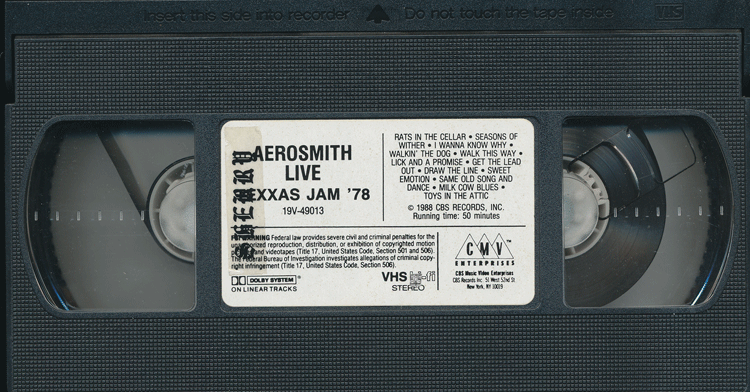 Insert this side into recorder Do not touch the tape inside VHS
AEROSMITH
LIVE
EXXAS JAM '78
19V-49013
RATS IN THE CELLAR • SEASONS OF
WITHER • I WANNA KNOW WHY •
WALKIN' THE DOG • WALK THIS WAY •
LICK AND A PROMISE • GET THE LEAD
OUT • DRAW THE LINE • SWEET
EMOTION • SAME OLD SONG AND
DANCE • MILK COW BLUES •
TOYS IN THE ATTIC
© 1988 CBS RECORDS, INC.
Running time: 50 minutes
Federal law provides severe civil and criminal penalties for the
reproduction, distribution, or exhibition of copyrighted motion
and videotapes (Title 17, United States Code, Section 501 and 506).
The Federal Bureau of Investigation investigates allegations of criminal copy-
right infringement (Title 17, United States Code, Section 506).
DOLBY SYSTEM ®
ON LINEAR TRACKS
VHS hi-fi
STEREO
CMV™
ENTERPRISES
CBS Music Video Enterprises
CBS Records Inc. 51 West 52nd St.
New York, NY 10019